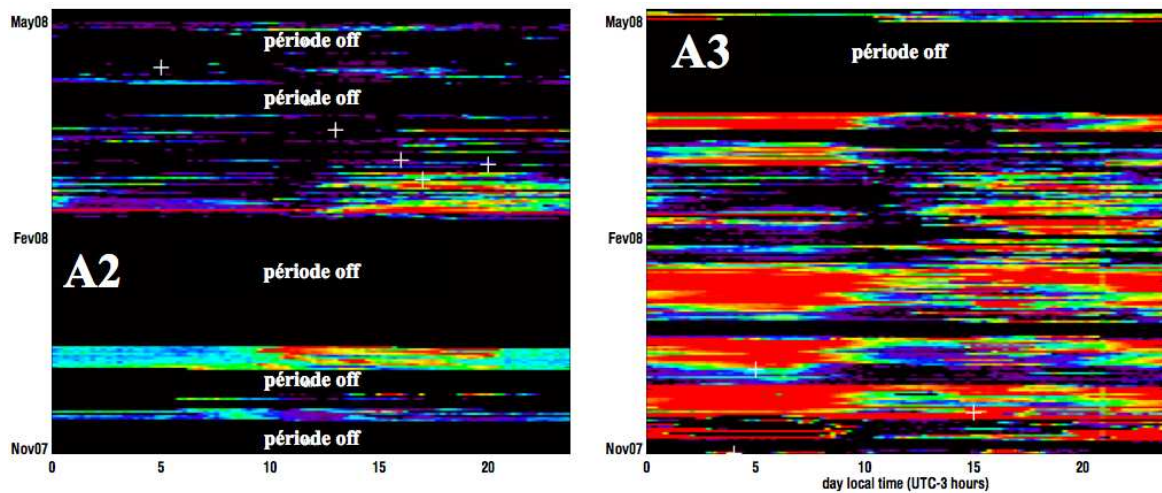 May08
Fev08
Nov07
A2
période off
période off
période off
période off
période off
0 5 10 15 20
May08
Fev08
Nov07
A3
période off
0 5 10 15 20
day local time (UTC-3 hours)